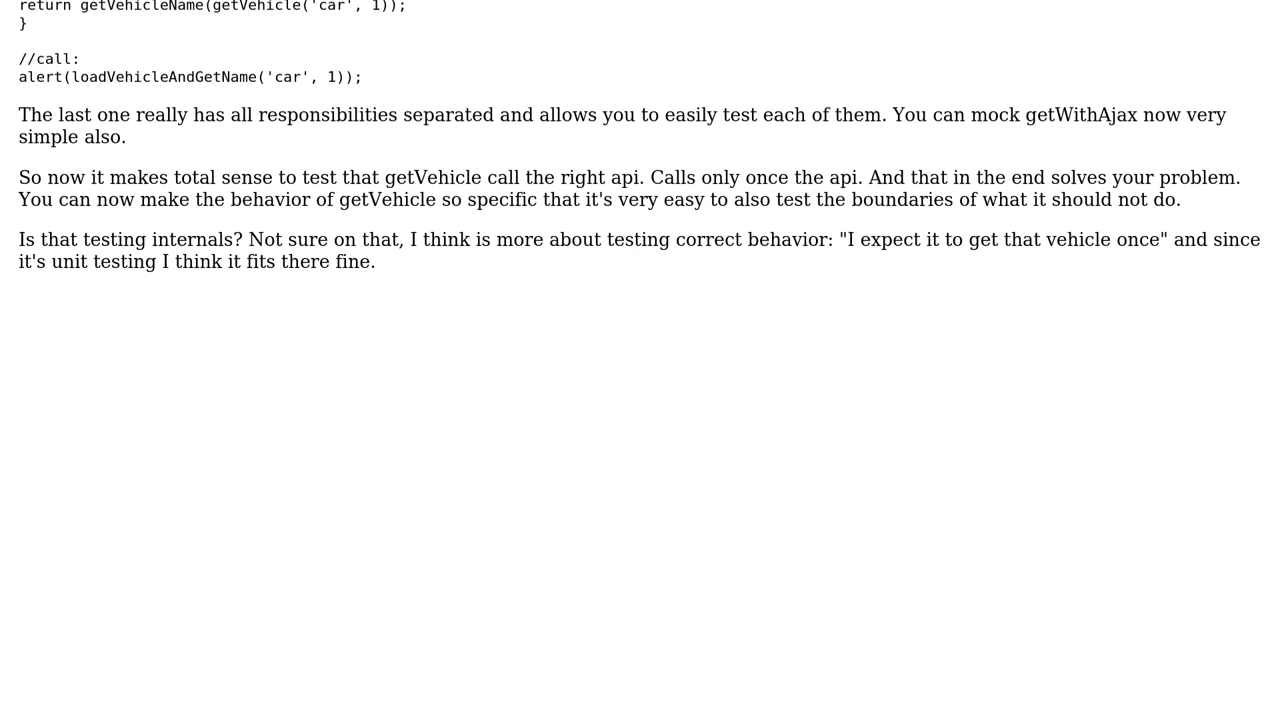 return getVehicleName(getVehicle('car', 1));
}
//call:
alert(loadVehicleAndGetName('car', 1));
The last one really has all responsibilities separated and allows you to easily test each of them. You can mock getWithAjax now very
simple also.
So now it makes total sense to test that getVehicle call the right api. Calls only once the api. And that in the end solves your problem.
You can now make the behavior of getVehicle so specific that it's very easy to also test the boundaries of what it should not do.
Is that testing internals? Not sure on that, I think is more about testing correct behavior: "I expect it to get that vehicle once" and since
it's unit testing I think it fits there fine.